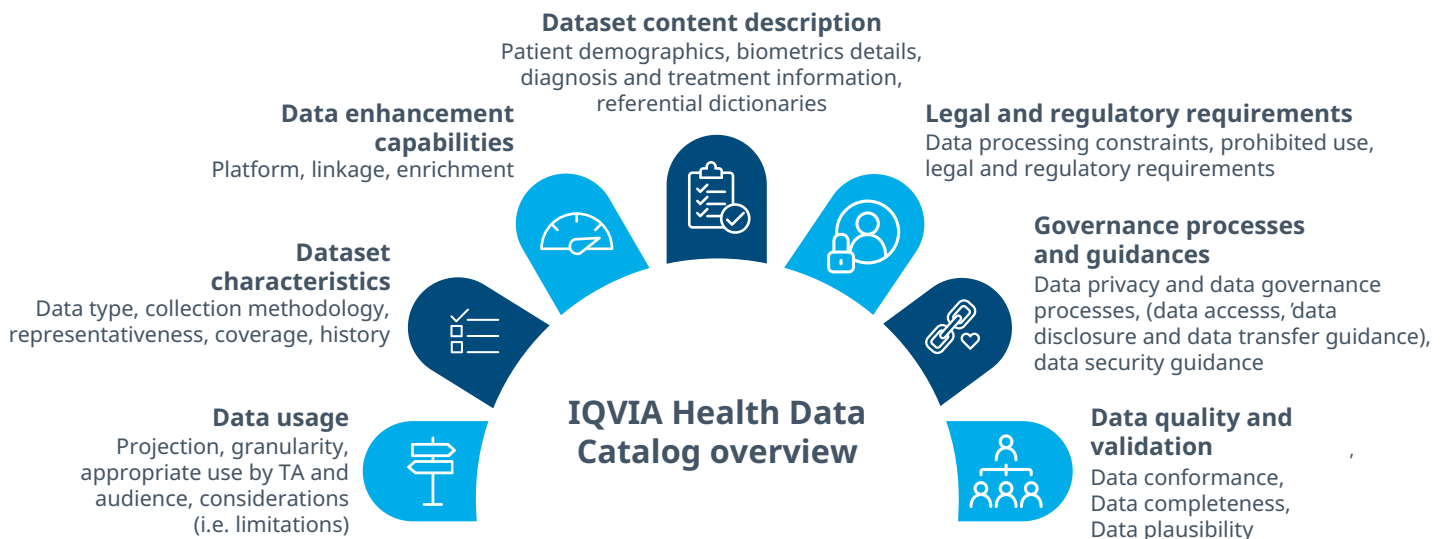 Dataset content description
Patient demographics, biometrics details,
diagnosis and treatment information,
referential dictionaries
Data enhancement
capabilities
Platform, linkage, enrichment
Legal and regulatory requirements
Data processing constraints, prohibited use,
legal and regulatory requirements
Dataset
characteristics
Data type, collection methodology,
representativeness, coverage, history
Governance processes
and guidances
Data privacy and data governance
processes, (data accesss, ’data
disclosure and data transfer guidance),
data security guidance
Data usage
Projection, granularity,
appropriate use by TA and
audience, considerations
(i.e. limitations)
IQVIA Health Data
Catalog overview
Data quality and
validation ,
Data conformance,
Data completeness,
Data plausibility